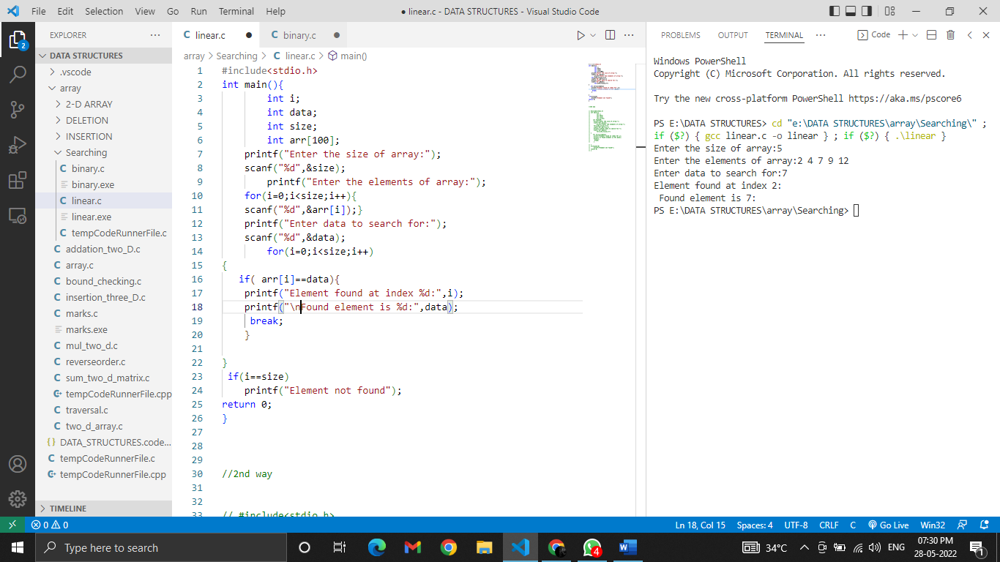 File Edit Selection View Go Run Terminal Help
● linear.c - DATA STRUCTURES - Visual Studio Code
2
EXPLORER ···
DATA STRUCTURES
.vscode
array
2-D ARRAY
DELETION
INSERTION
Searching
C binary.c
binary.exe
C linear.c
linear.exe
C tempCodeRunnerFile.c
C addation_two_D.c
C array.c
C bound_checking.c
C insertion_three_D.c
C marks.c
marks.exe
C mul_two_d.c
C reverseorder.c
C sum_two_d_matrix.c
tempCodeRunnerFile.cpp
C traversal.c
C two_d_array.c
{} DATA_STRUCTURES.code...
C tempCodeRunnerFile.c
tempCodeRunnerFile.cpp
TIMELINE
C linear.c ● C binary.c ●
array > Searching > C linear.c > main()
1 #include<stdio.h>
2 int main(){
3 int i;
4 int data;
5 int size;
6 int arr[100];
7 printf("Enter the size of array:");
8 scanf("%d",&size);
9 printf("Enter the elements of array:");
10 for(i=0;i<size;i++){
11 scanf("%d",&arr[i]);}
12 printf("Enter data to search for:");
13 scanf("%d",&data);
14 for(i=0;i<size;i++)
15 {
16 if( arr[i]==data){
17 printf("Element found at index %d:",i);
18 printf("\nFound element is %d:",data);
19 break;
20 }
21
22 }
23 if(i==size)
24 printf("Element not found");
25 return 0;
26 }
27
28
29
30 //2nd way
31
32
33 // #include<stdio.h>
PROBLEMS OUTPUT TERMINAL ··· Code
Windows PowerShell
Copyright (C) Microsoft Corporation. All rights reserved.
Try the new cross-platform PowerShell https://aka.ms/pscore6
PS E:\DATA STRUCTURES> cd "e:\DATA STRUCTURES\array\Searching\" ;
if ($?) { gcc linear.c -o linear } ; if ($?) { .\linear }
Enter the size of array:5
Enter the elements of array:2 4 7 9 12
Enter data to search for:7
Element found at index 2:
Found element is 7:
PS E:\DATA STRUCTURES\array\Searching>
0 0 Ln 18, Col 15 Spaces: 4 UTF-8 CRLF C Go Live Win32
Type here to search
4
34°C ENG
07:30 PM
28-05-2022
1